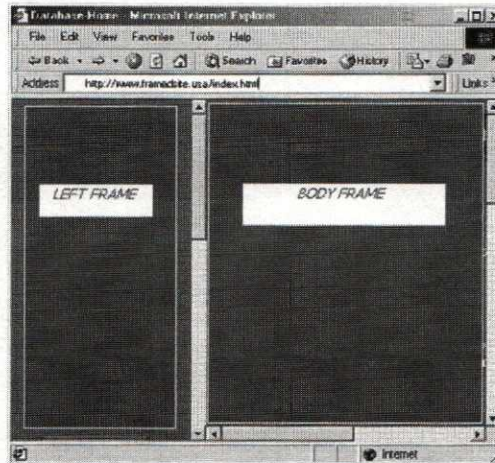 Database Home - Microsoft Internet Explorer
File Edit View Favorites Tools Help
Back Search Favorites History
Address http://www.framedsite.usa/index.html Links
LEFT FRAME
BODY FRAME
Internet